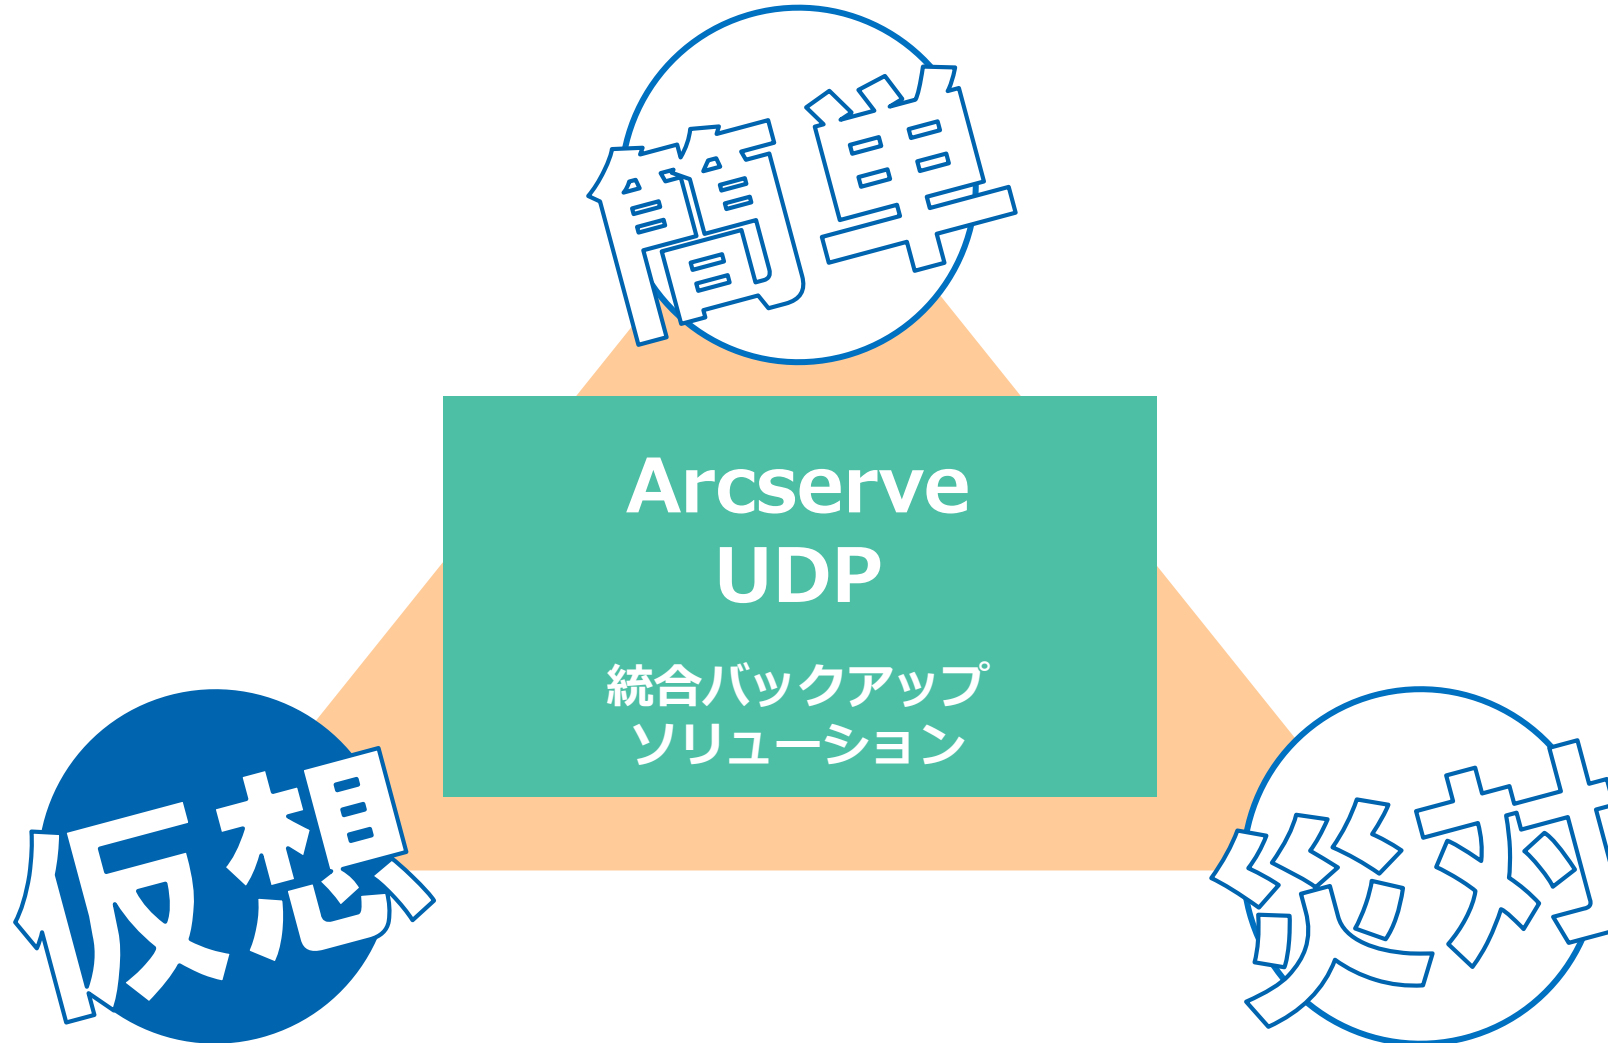 簡単
Arcserve
UDP
統合バックアップ
ソリューション
仮想
災対